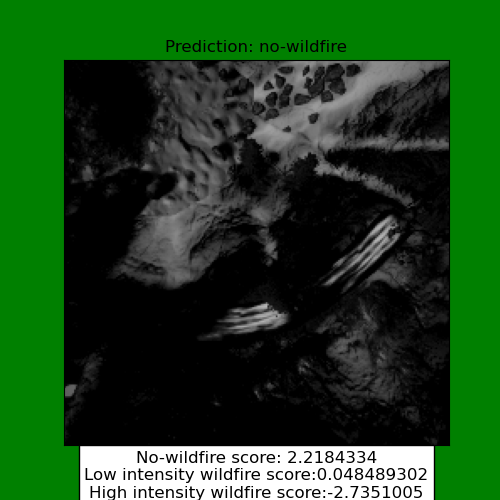 Prediction: no-wildfire
No-wildfire score: 2.2184334
Low intensity wildfire score:0.048489302
High intensity wildfire score:-2.7351005